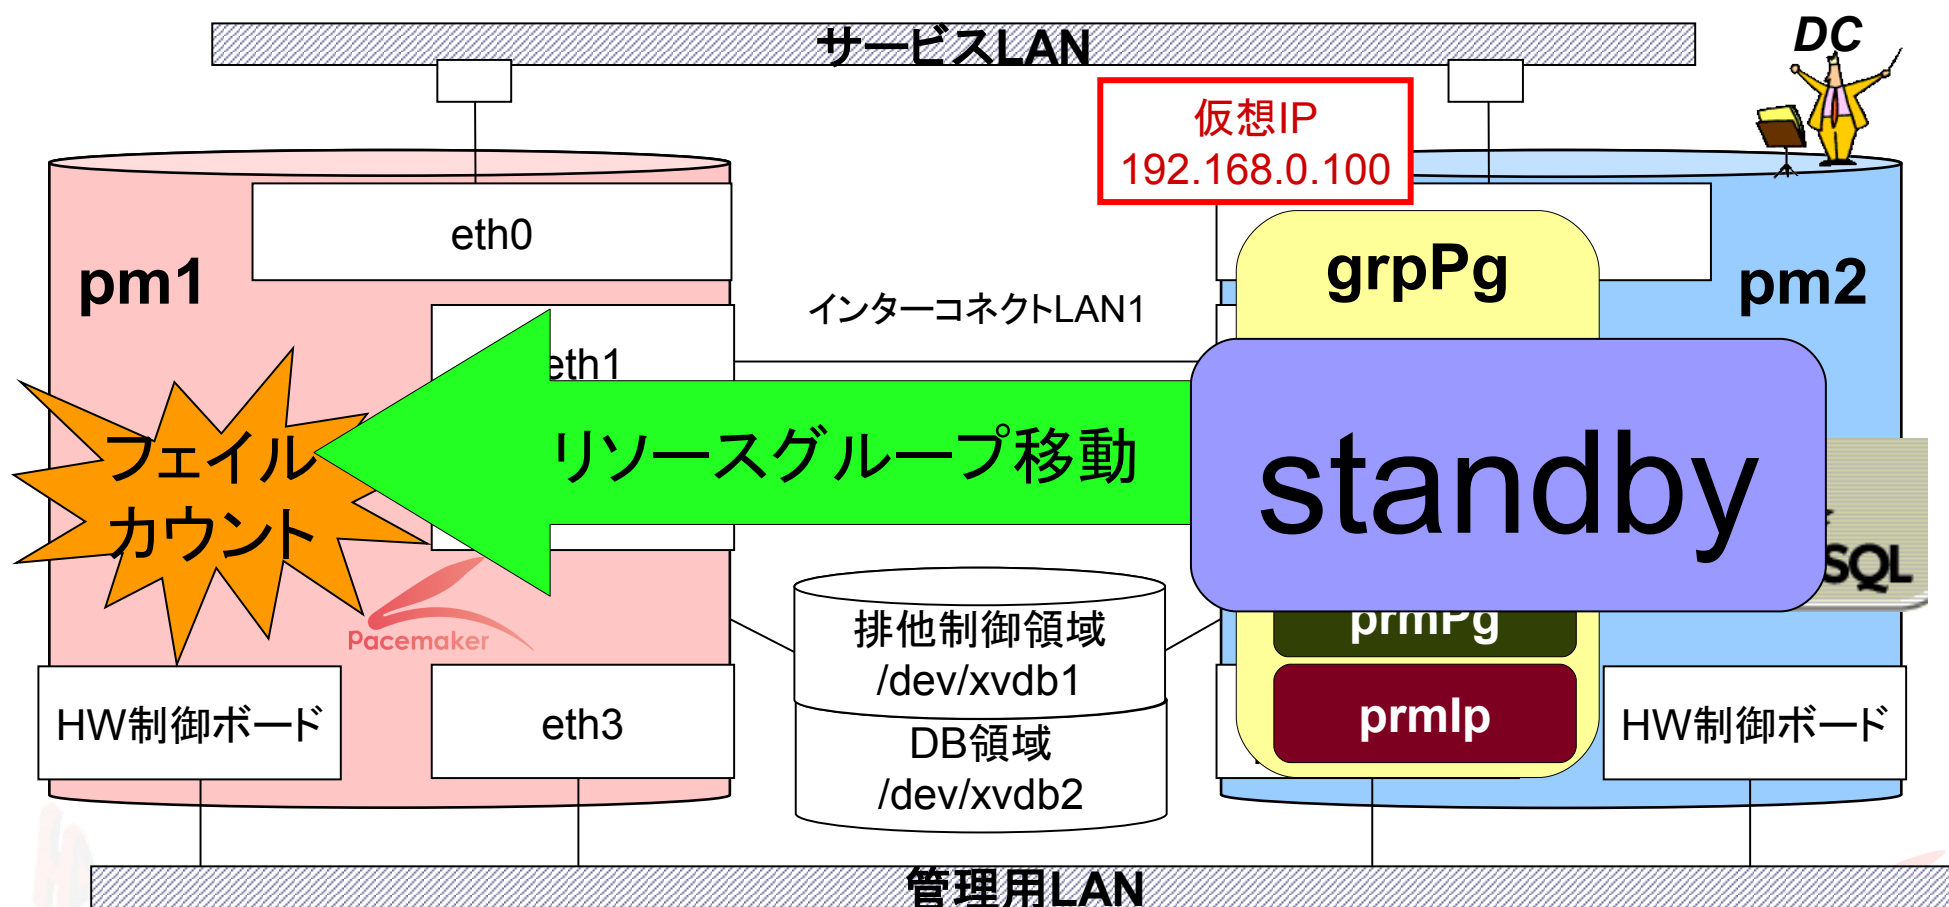 サービスLAN
DC
仮想IP
192.168.0.100
eth0
pm1
grpPg
pm2
インターコネクトLAN1
eth1
リソースグループ移動
standby
フェイル
カウント
SQL
Pacemaker
排他制御領域
/dev/xvdb1
prmPg
prmIp
HW制御ボード
eth3
DB領域
/dev/xvdb2
HW制御ボード
管理用LAN